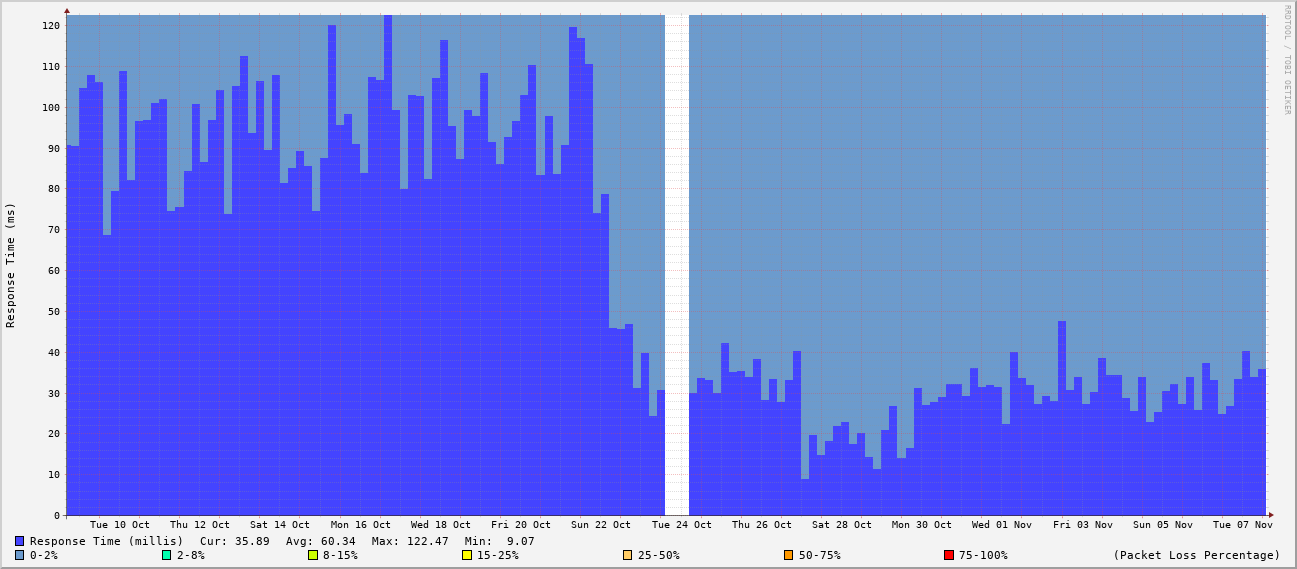 RRDTOOL / TOBI OETIKER
Response Time (ms)
120
110
100
90
80
70
60
50
40
30
20
10
0
Tue 10 Oct Thu 12 Oct Sat 14 Oct Mon 16 Oct Wed 18 Oct Fri 20 Oct Sun 22 Oct Tue 24 Oct Thu 26 Oct Sat 28 Oct Mon 30 Oct Wed 01 Nov Fri 03 Nov Sun 05 Nov Tue 07 Nov
Response Time (millis) Cur: 35.89 Avg: 60.34 Max: 122.47 Min: 9.07
0-2% 2-8% 8-15% 15-25% 25-50% 50-75% 75-100% (Packet Loss Percentage)